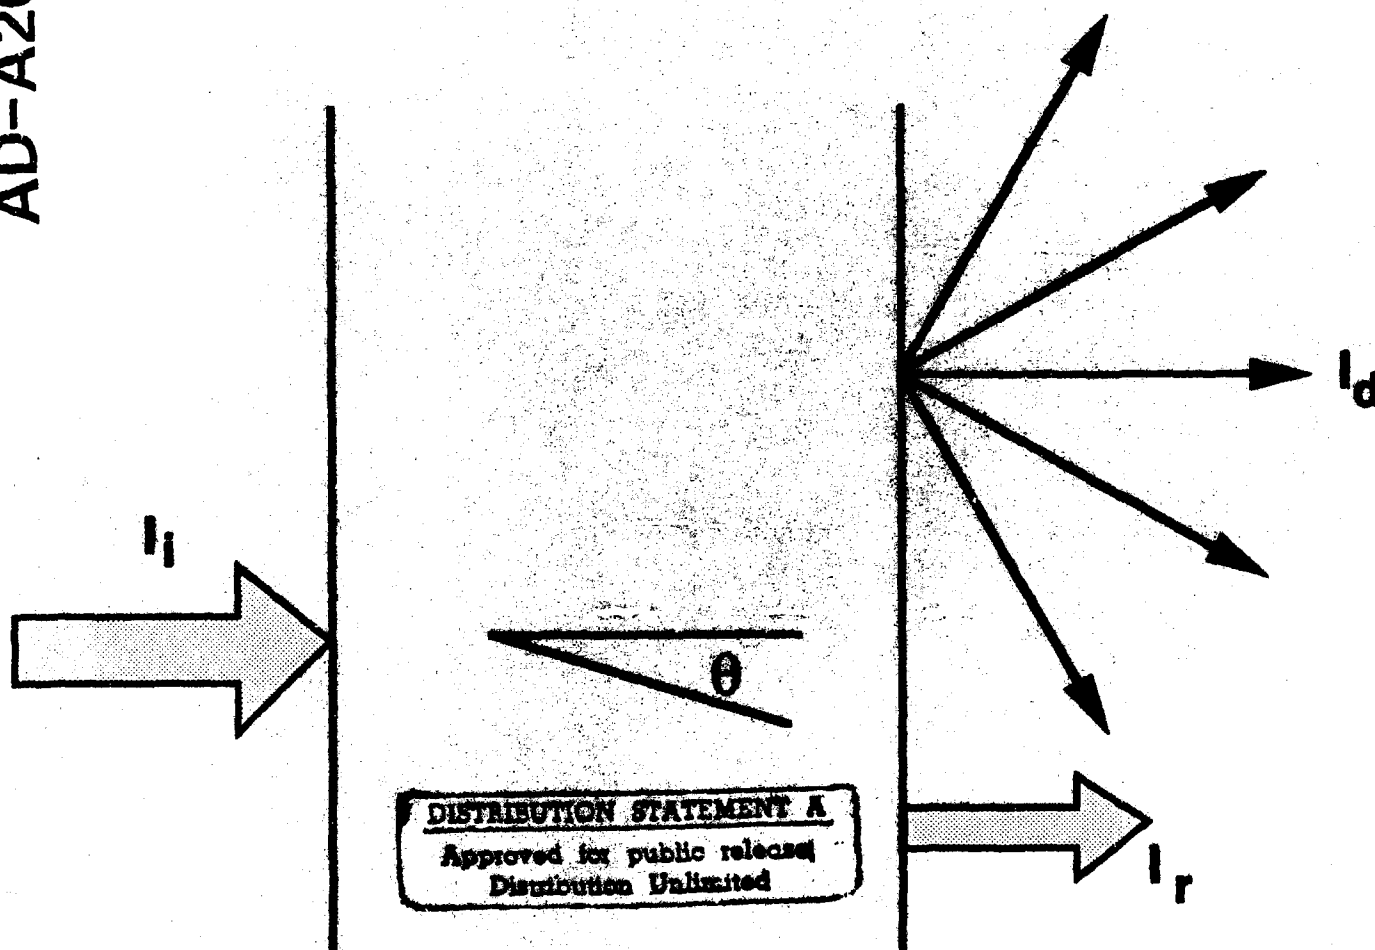 AD-A2
I_d
I_i
θ
DISTRIBUTION STATEMENT A
Approved for public release;
Distribution Unlimited
I_r